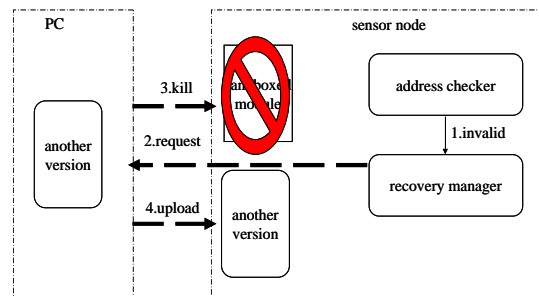 PC
sensor node
3.kill
address checker
another
version
2.request
1.invalid
recovery manager
4.upload
another
version